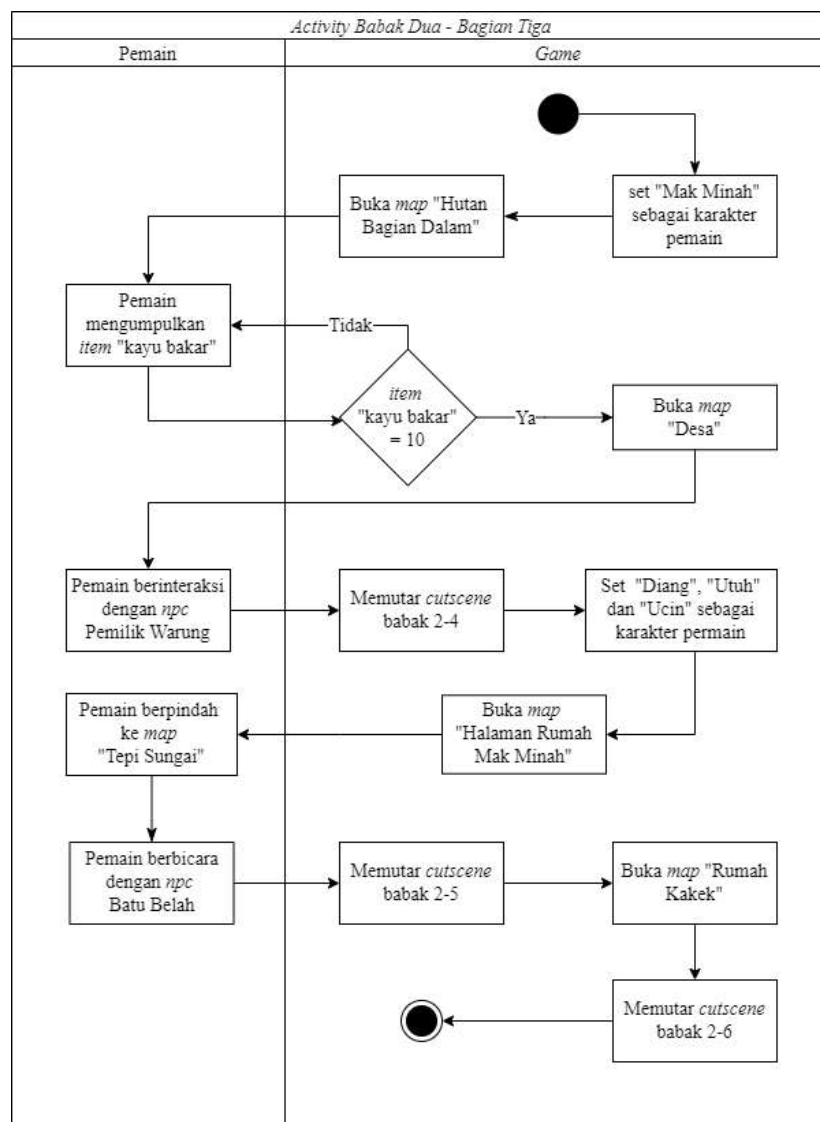 Activity Babak Dua - Bagian Tiga
Pemain
Game
set "Mak Minah"
sebagai karakter
pemain
Buka map "Hutan
Bagian Dalam"
Pemain
mengumpulkan
item "kayu bakar"
Tidak
item
"kayu bakar"
= 10
Ya
Buka map
"Desa"
Pemain berinteraksi
dengan npc
Pemilik Warung
Memutar cutscene
babak 2-4
Set "Diang", "Utuh"
dan "Ucin" sebagai
karakter permain
Buka map
"Halaman Rumah
Mak Minah"
Pemain berpindah
ke map
"Tepi Sungai"
Pemain berbicara
dengan npc
Batu Belah
Memutar cutscene
babak 2-5
Buka map "Rumah
Kakek"
Memutar cutscene
babak 2-6